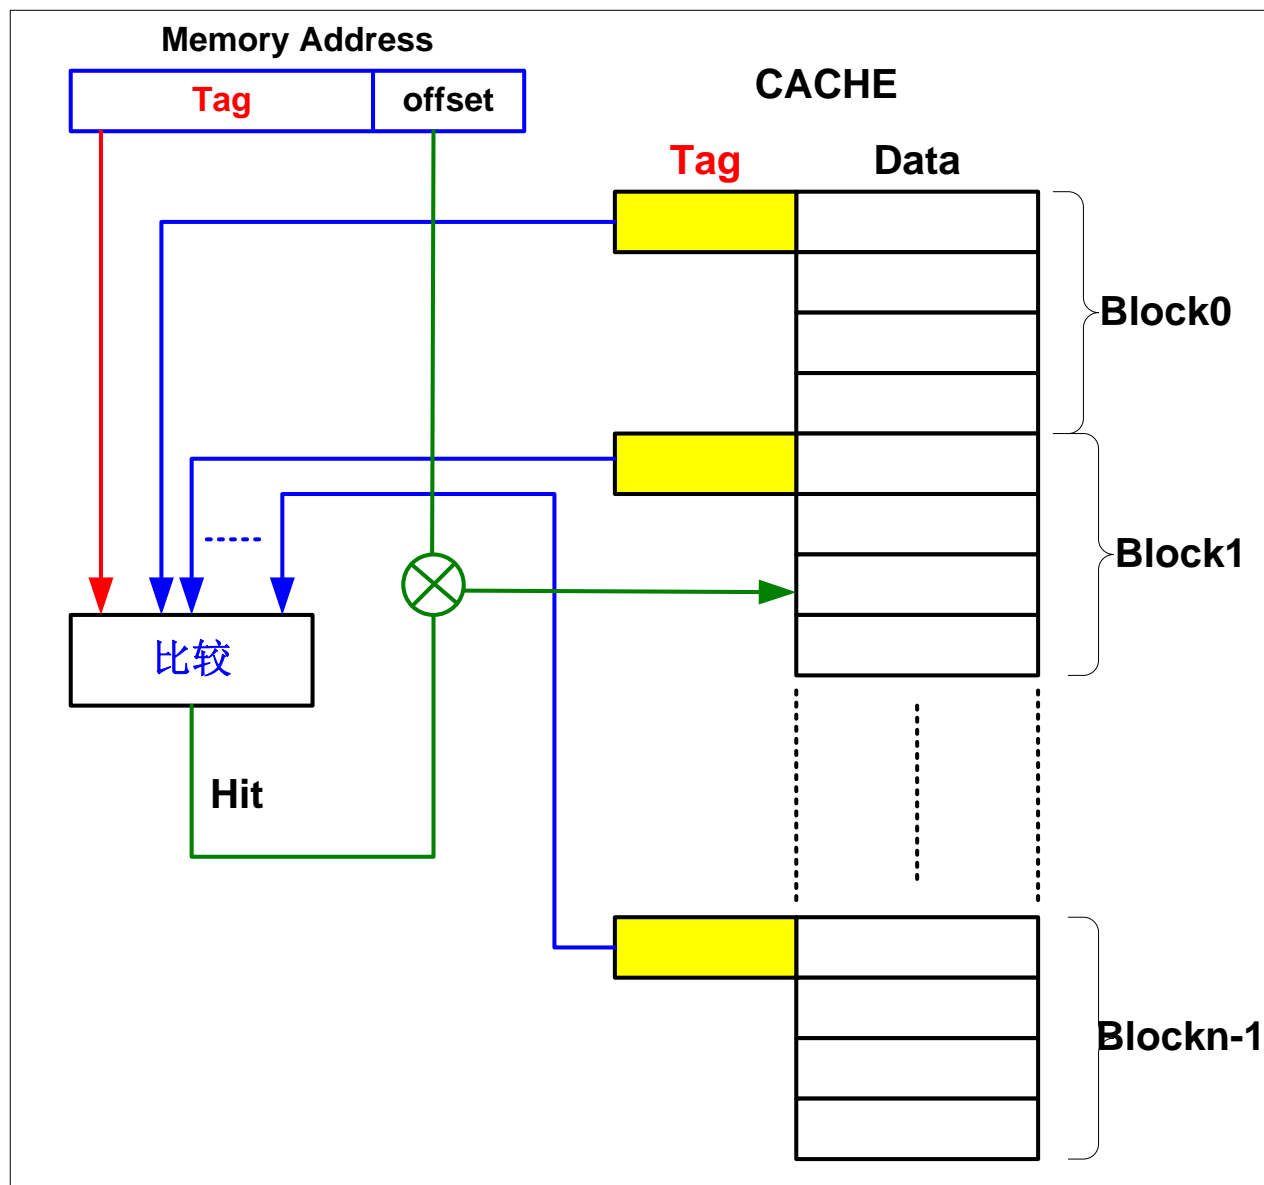 Memory Address
Tag
offset
CACHE
Tag
Data
Block0
Block1
比较
Hit
Blockn-1